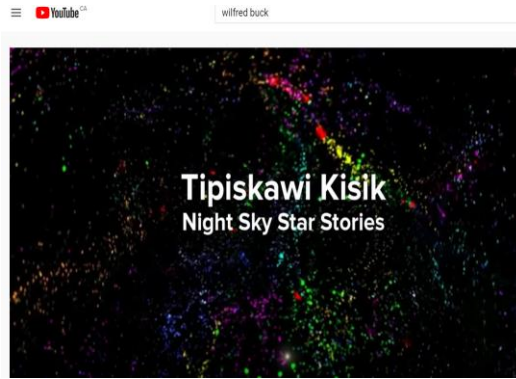 YouTube CA
wilfred buck
Tipiskawi Kisik
Night Sky Star Stories